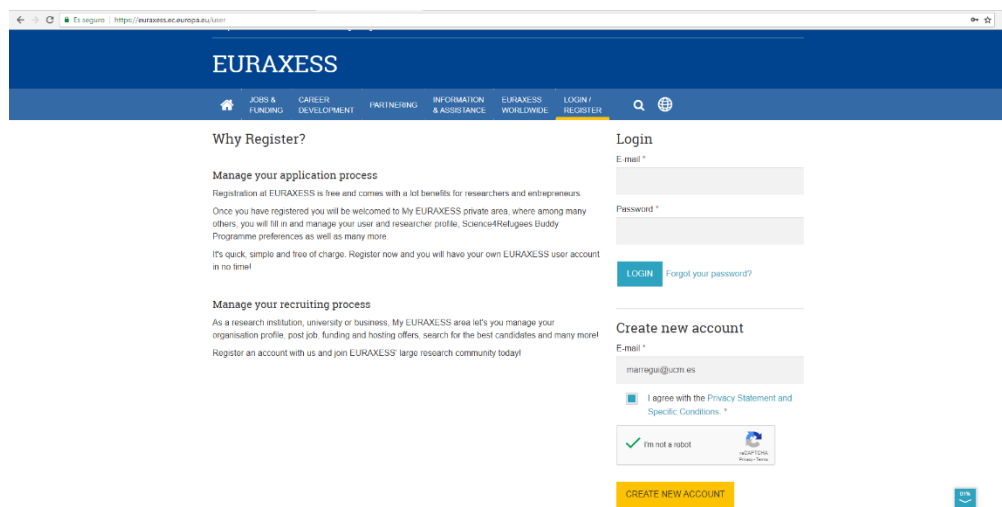 Es seguro | https://euraxess.ec.europa.eu/user
EURAXESS
JOBS & FUNDING
CAREER DEVELOPMENT
PARTNERING
INFORMATION & ASSISTANCE
EURAXESS WORLDWIDE
LOGIN / REGISTER
Why Register?
Manage your application process
Registration at EURAXESS is free and comes with a lot benefits for researchers and entrepreneurs.
Once you have registered you will be welcomed to My EURAXESS private area, where among many
others, you will fill in and manage your user and researcher profile, Science4Refugees Buddy
Programme preferences as well as many more.
It's quick, simple and free of charge. Register now and you will have your own EURAXESS user account
in no time!
Manage your recruiting process
As a research institution, university or business, My EURAXESS area let's you manage your
organisation profile, post job, funding and hosting offers, search for the best candidates and many more!
Register an account with us and join EURAXESS' large research community today!
Login
E-mail *
Password *
LOGIN Forgot your password?
Create new account
E-mail *
marregui@ucm.es
I agree with the Privacy Statement and
Specific Conditions. *
I'm not a robot
reCAPTCHA
Privacy - Terms
CREATE NEW ACCOUNT